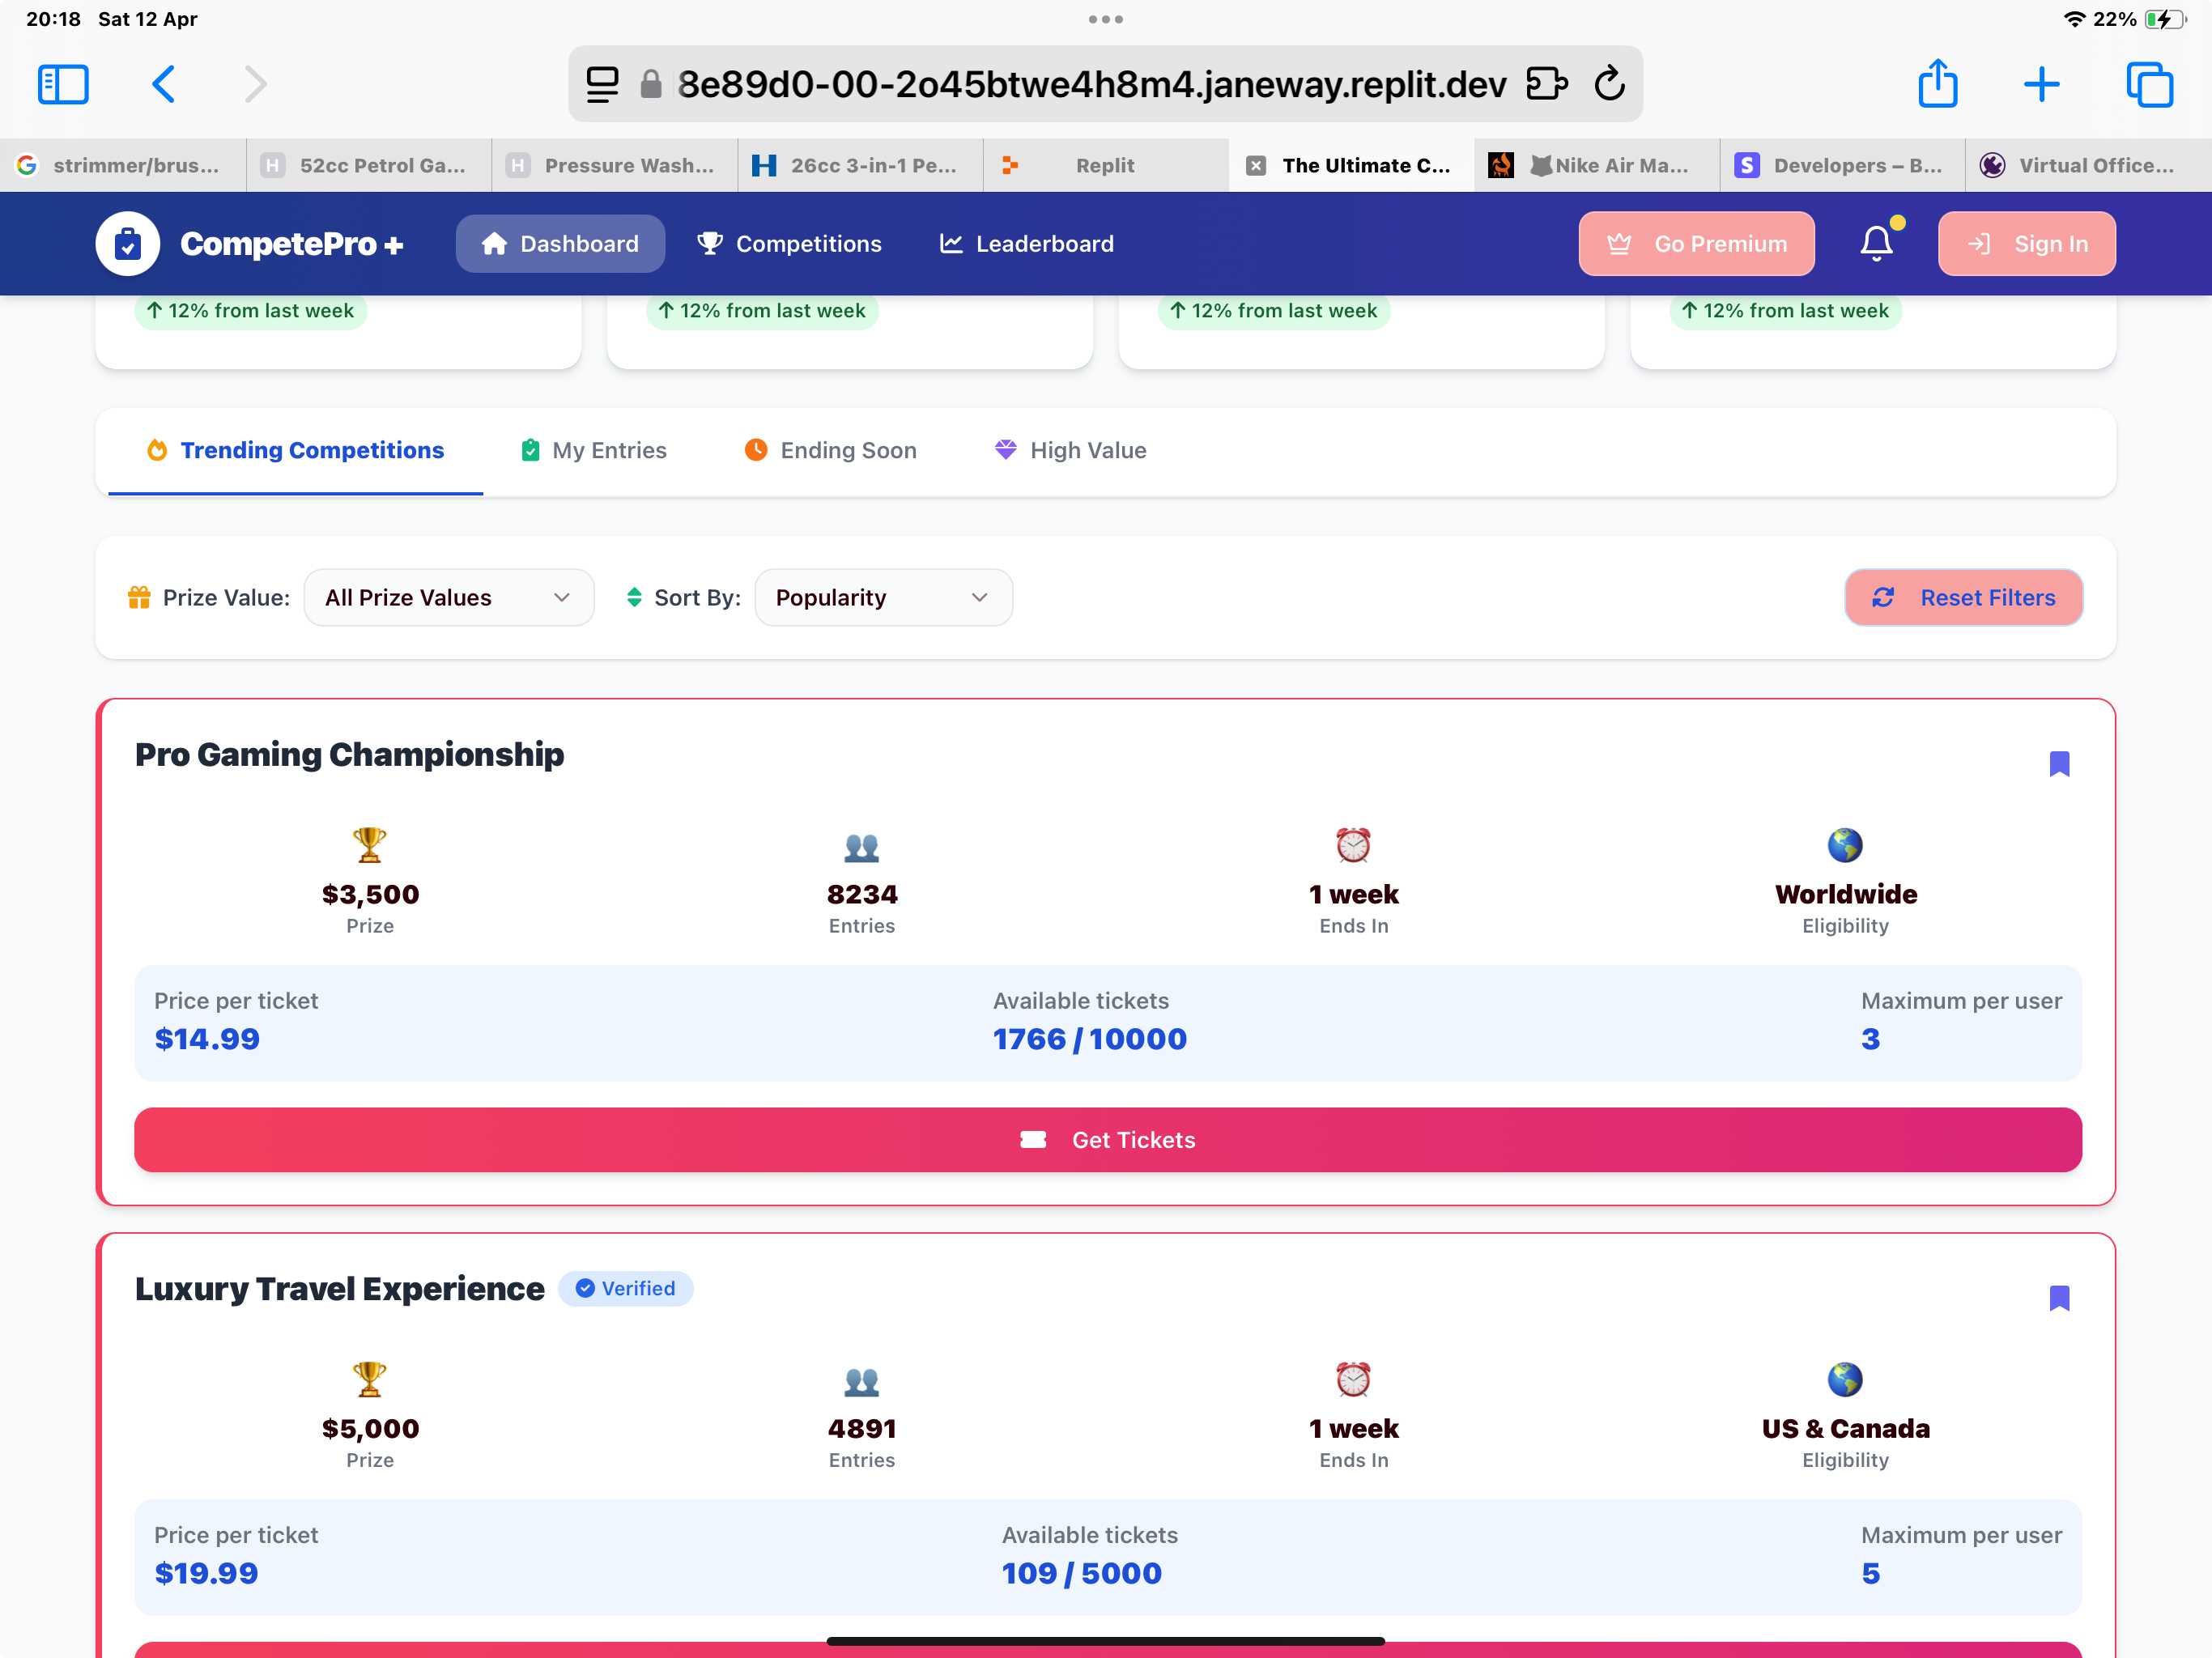 20:18 Sat 12 Apr
22%
8e89d0-00-2o45btwe4h8m4.janeway.replit.dev
strimmer/brus...
H 52cc Petrol Ga...
H Pressure Wash...
H 26cc 3-in-1 Pe...
Replit
The Ultimate C...
Nike Air Ma...
S Developers – B...
Virtual Office...
CompetePro +
Dashboard
Competitions
Leaderboard
Go Premium
Sign In
↑ 12% from last week
↑ 12% from last week
↑ 12% from last week
↑ 12% from last week
Trending Competitions
My Entries
Ending Soon
High Value
Prize Value: All Prize Values
Sort By: Popularity
Reset Filters
Pro Gaming Championship
$3,500
Prize
8234
Entries
1 week
Ends In
Worldwide
Eligibility
Price per ticket
$14.99
Available tickets
1766 / 10000
Maximum per user
3
Get Tickets
Luxury Travel Experience
Verified
$5,000
Prize
4891
Entries
1 week
Ends In
US & Canada
Eligibility
Price per ticket
$19.99
Available tickets
109 / 5000
Maximum per user
5